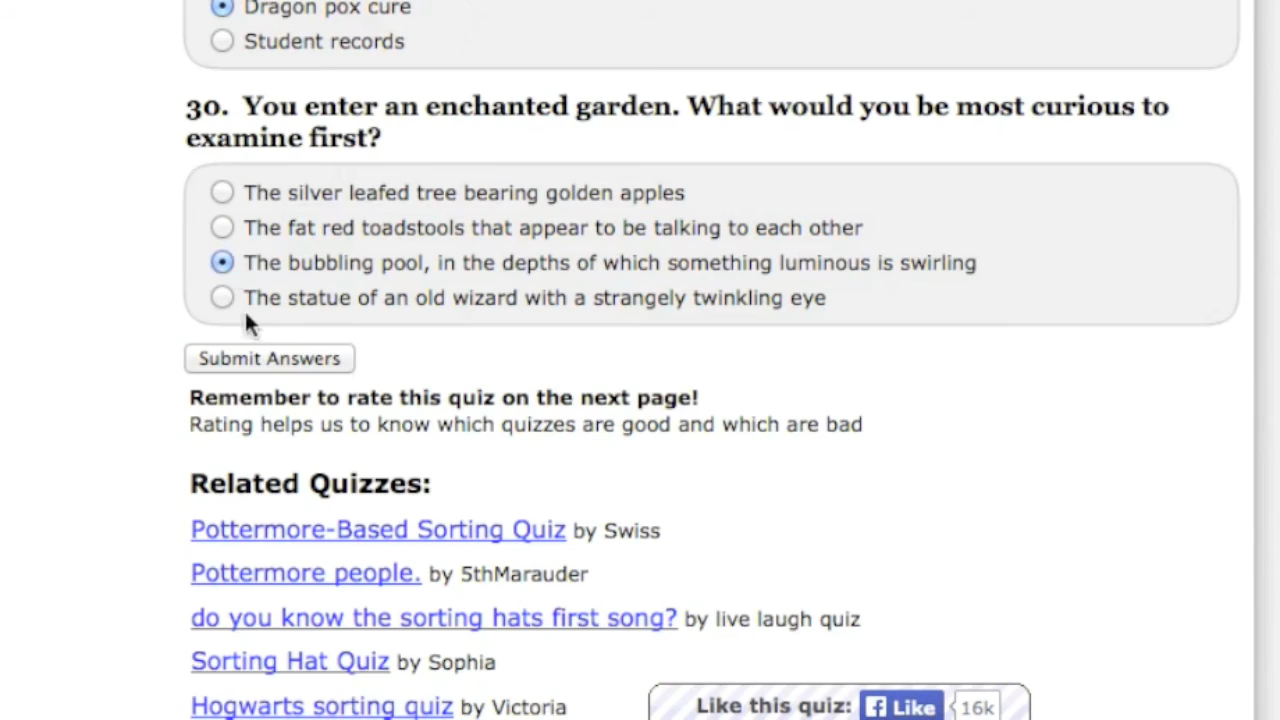 Dragon pox cure
Student records
30. You enter an enchanted garden. What would you be most curious to
examine first?
The silver leafed tree bearing golden apples
The fat red toadstools that appear to be talking to each other
The bubbling pool, in the depths of which something luminous is swirling
The statue of an old wizard with a strangely twinkling eye
Submit Answers
Remember to rate this quiz on the next page!
Rating helps us to know which quizzes are good and which are bad
Related Quizzes:
Pottermore-Based Sorting Quiz by Swiss
Pottermore people. by 5thMarauder
do you know the sorting hats first song? by live laugh quiz
Sorting Hat Quiz by Sophia
Hogwarts sorting quiz by Victoria
Like this quiz: f Like 16k